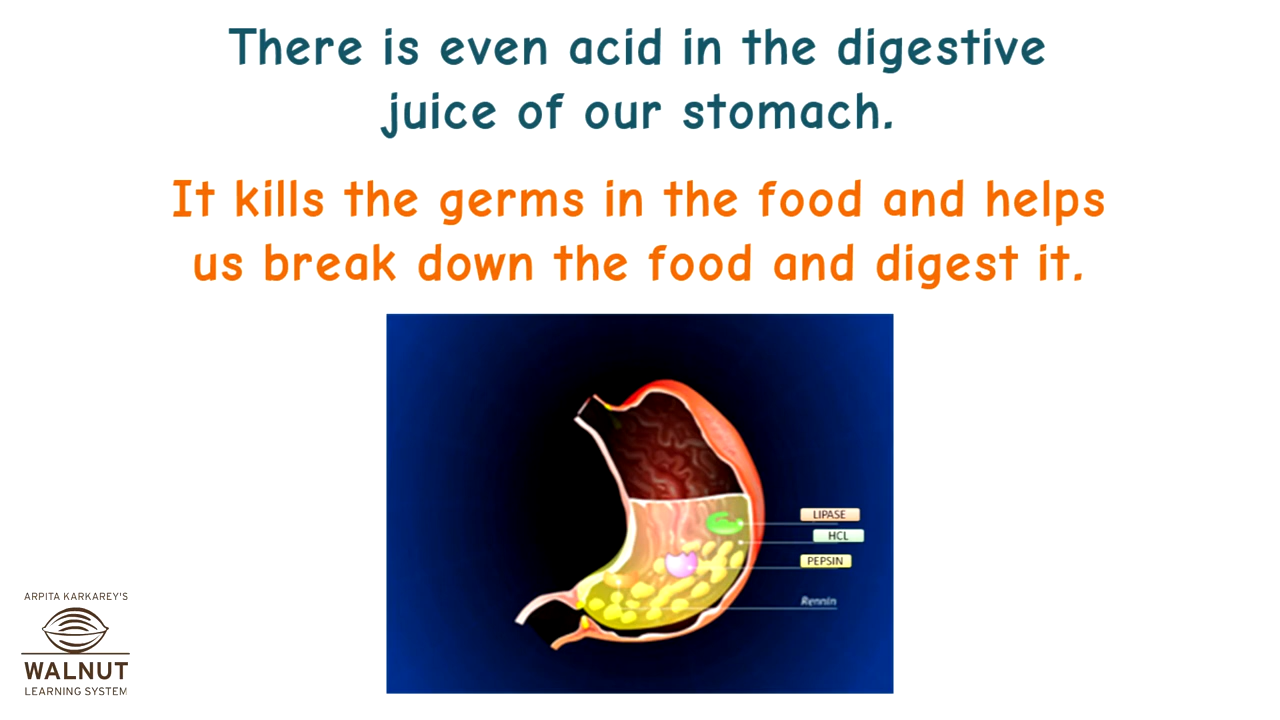 There is even acid in the digestive
juice of our stomach.
It kills the germs in the food and helps
us break down the food and digest it.
LIPASE
HCL
PEPSIN
Rennin
ARPITA KARKAREY'S
WALNUT
LEARNING SYSTEM